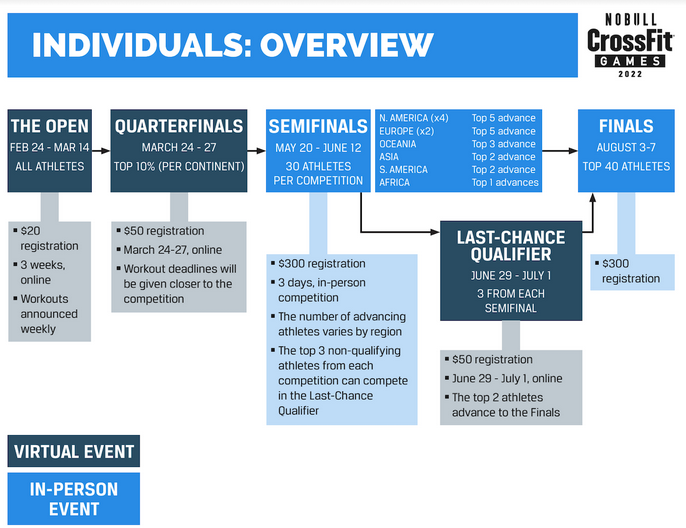 INDIVIDUALS: OVERVIEW
NOBULL
CrossFit
GAMES
2022
THE OPEN
FEB 24 - MAR 14
ALL ATHLETES
QUARTERFINALS
MARCH 24 - 27
TOP 10% (PER CONTINENT)
SEMIFINALS
MAY 20 - JUNE 12
30 ATHLETES
PER COMPETITION
N. AMERICA (x4) Top 5 advance
EUROPE (x2) Top 5 advance
OCEANIA Top 3 advance
ASIA Top 2 advance
S. AMERICA Top 2 advance
AFRICA Top 1 advances
FINALS
AUGUST 3-7
TOP 40 ATHLETES
▪ $20
registration
▪ 3 weeks,
online
▪ Workouts
announced
weekly
▪ $50 registration
▪ March 24-27, online
▪ Workout deadlines will
be given closer to the
competition
▪ $300 registration
▪ 3 days, in-person
competition
▪ The number of advancing
athletes varies by region
▪ The top 3 non-qualifying
athletes from each
competition can compete
in the Last-Chance
Qualifier
LAST-CHANCE
QUALIFIER
JUNE 29 - JULY 1
3 FROM EACH
SEMIFINAL
▪ $50 registration
▪ June 29 - July 1, online
▪ The top 2 athletes
advance to the Finals
▪ $300
registration
VIRTUAL EVENT
IN-PERSON
EVENT